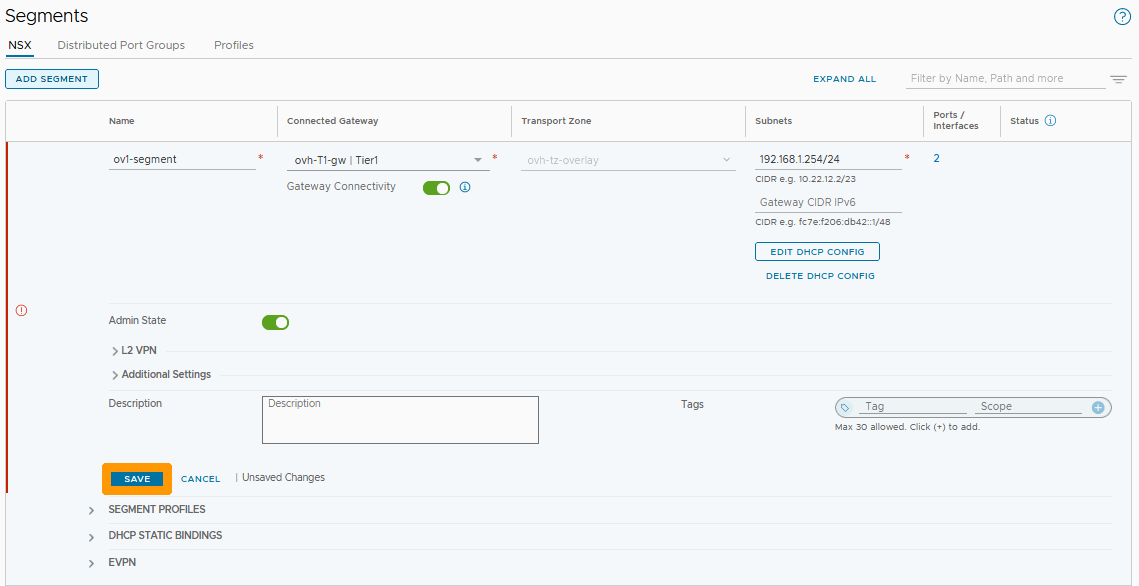 Segments
NSX Distributed Port Groups Profiles
ADD SEGMENT EXPAND ALL Filter by Name, Path and more
Name Connected Gateway Transport Zone Subnets Ports / Interfaces Status
ov1-segment * ovh-T1-gw | Tier1 * ovh-tz-overlay 192.168.1.254/24 * 2
CIDR e.g. 10.22.12.2/23
Gateway Connectivity
Gateway CIDR IPv6
CIDR e.g. fc7e:f206:db42::1/48
EDIT DHCP CONFIG
DELETE DHCP CONFIG
Admin State
L2 VPN
Additional Settings
Description Description Tags Tag Scope
Max 30 allowed. Click (+) to add.
SAVE CANCEL | Unsaved Changes
SEGMENT PROFILES
DHCP STATIC BINDINGS
EVPN